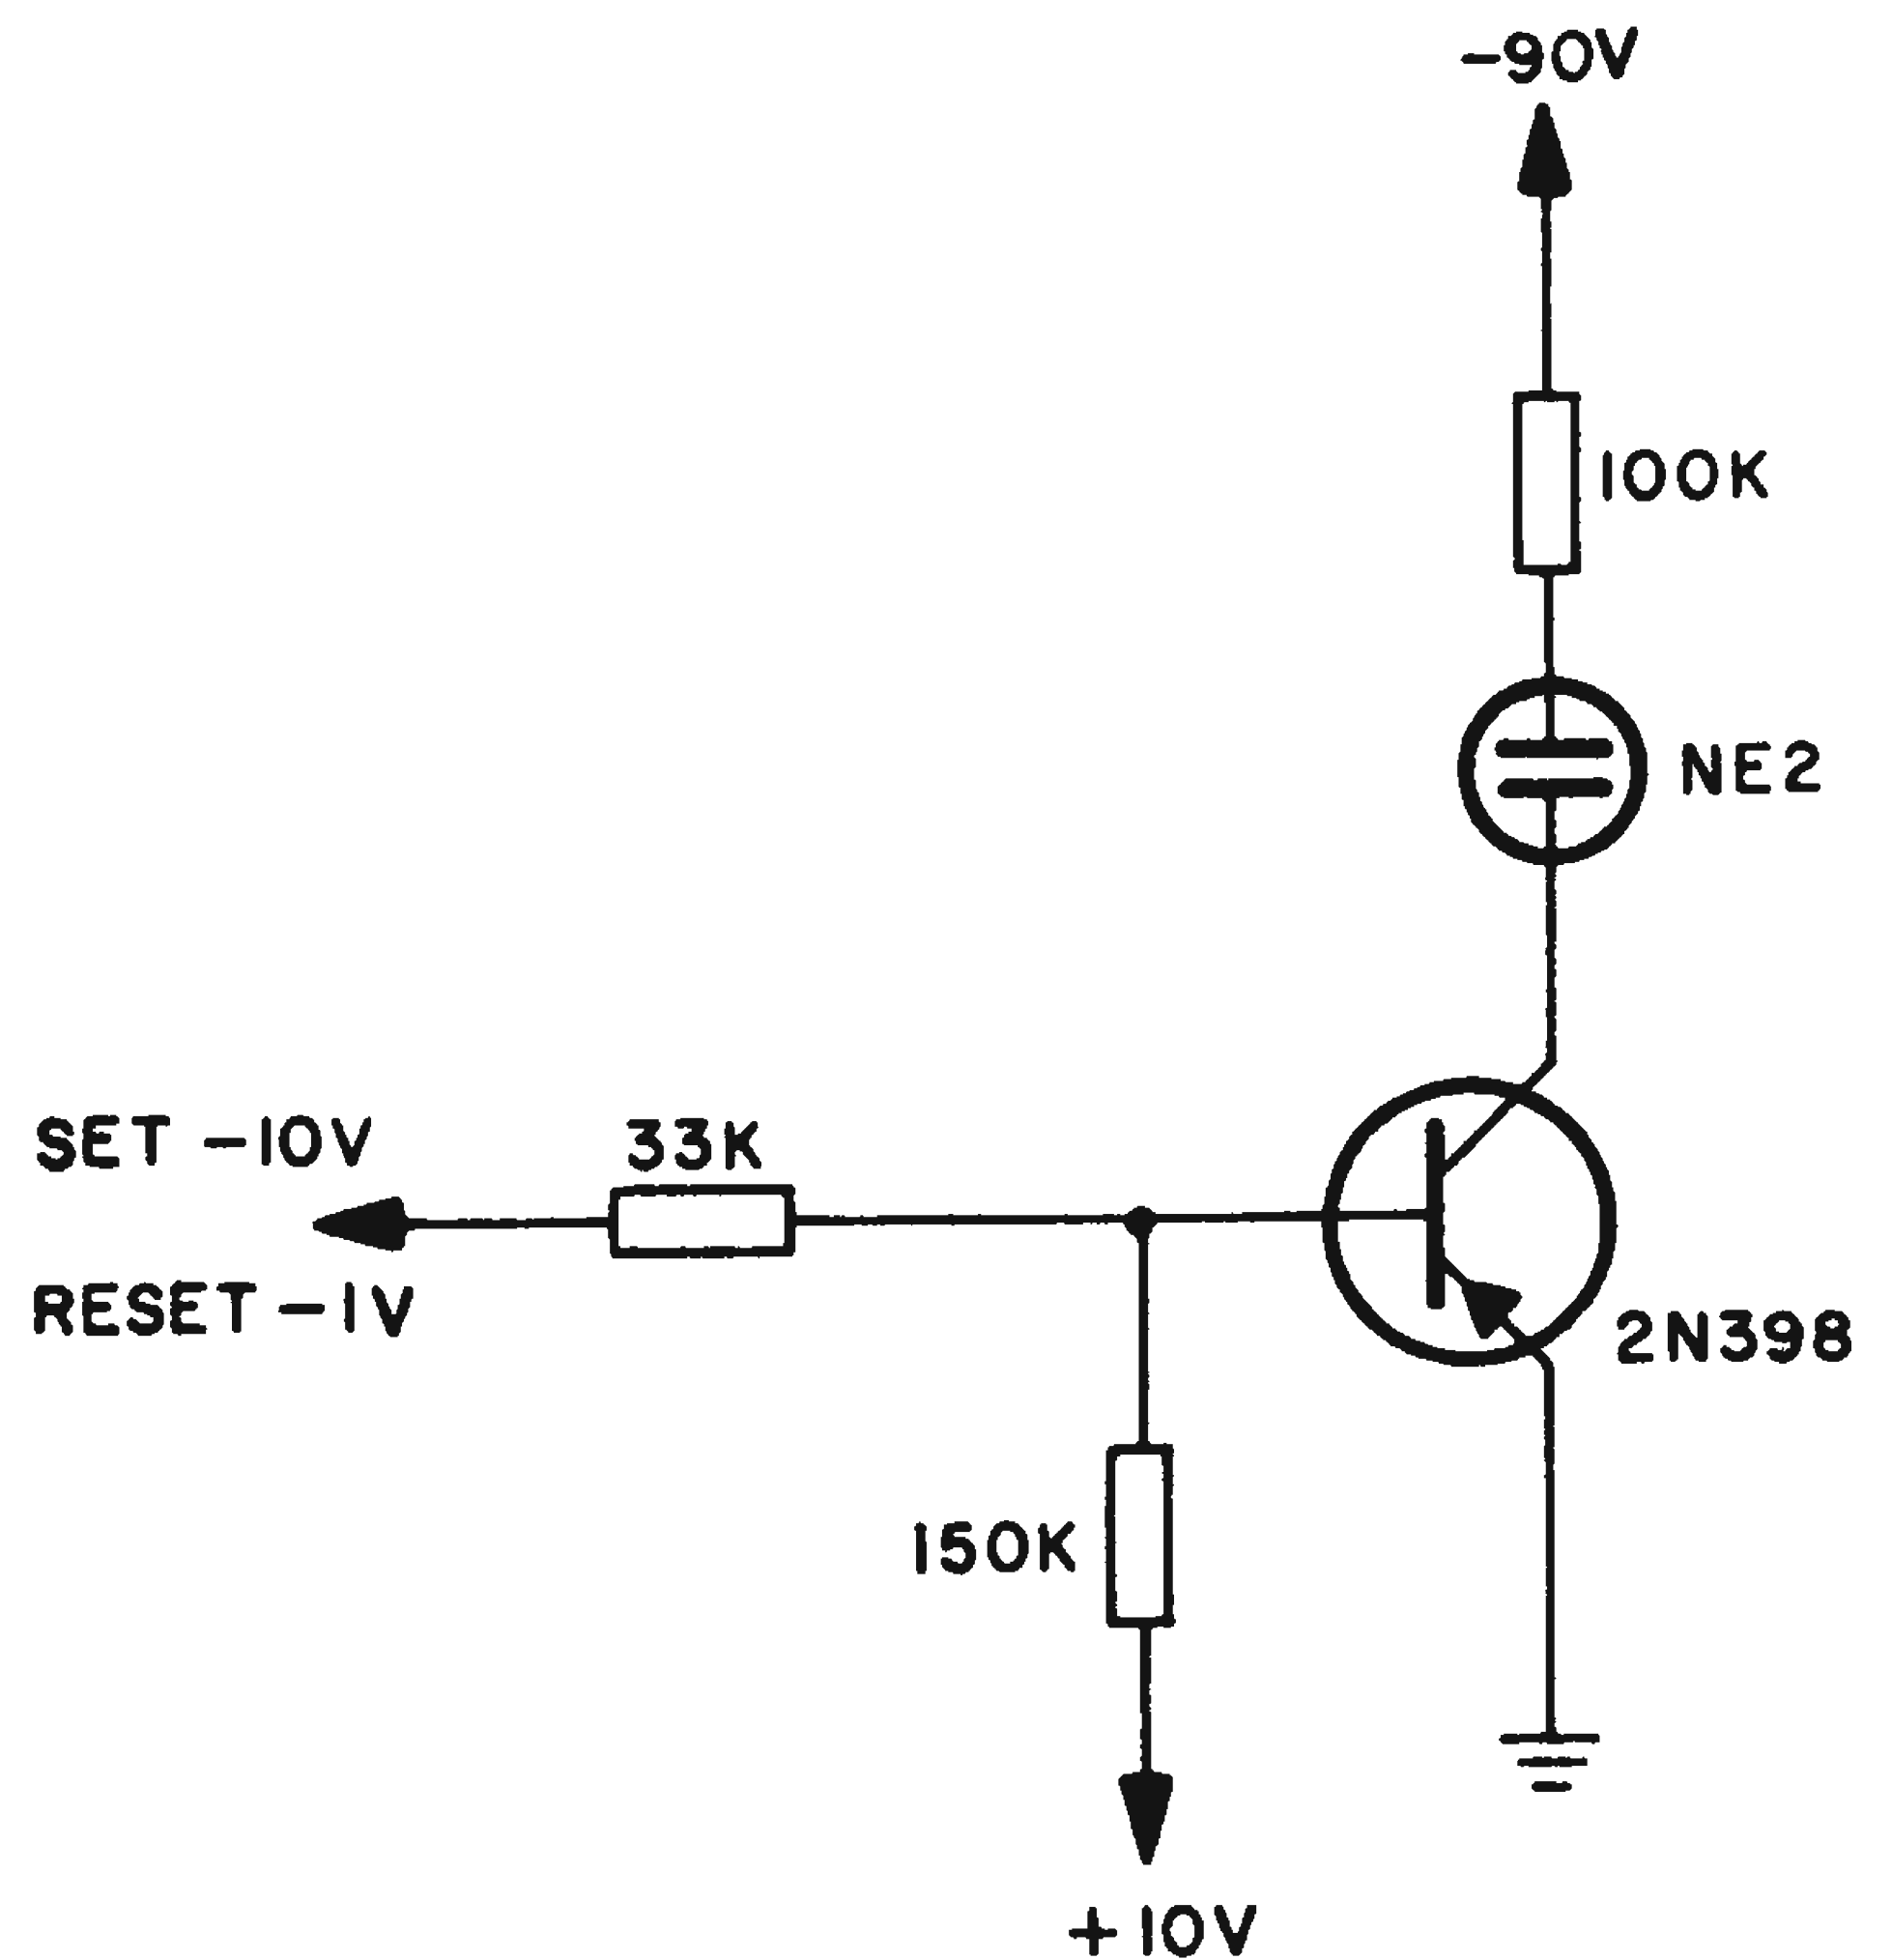 -90V
100K
NE2
SET -10V
33K
RESET -1V
2N398
150K
+10V